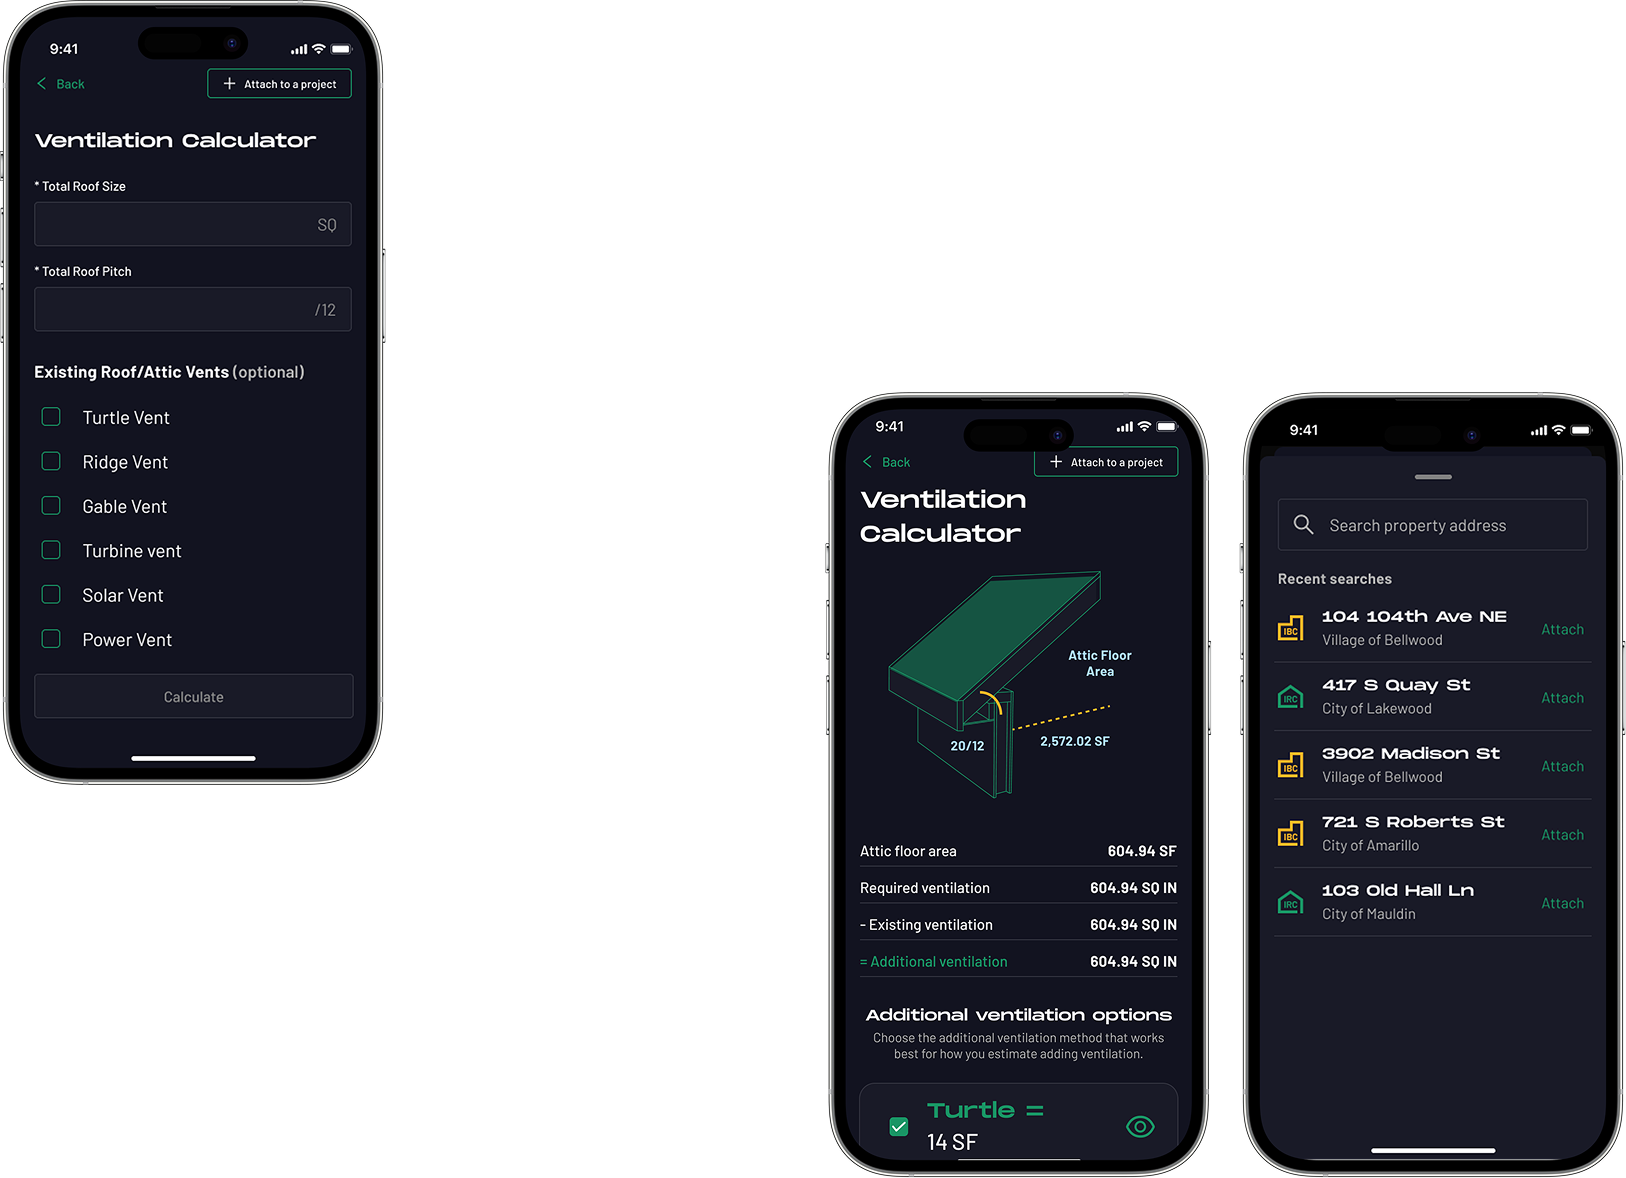 9:41
Back
+ Attach to a project
Ventilation Calculator
* Total Roof Size
SQ
* Total Roof Pitch
/12
Existing Roof/Attic Vents (optional)
Turtle Vent
Ridge Vent
Gable Vent
Turbine vent
Solar Vent
Power Vent
Calculate
9:41
Back
+ Attach to a project
Ventilation
Calculator
Attic Floor
Area
20/12
2,572.02 SF
Attic floor area 604.94 SF
Required ventilation 604.94 SQ IN
- Existing ventilation 604.94 SQ IN
= Additional ventilation 604.94 SQ IN
Additional ventilation options
Choose the additional ventilation method that works
best for how you estimate adding ventilation.
Turtle =
14 SF
9:41
Search property address
Recent searches
IBC
104 104th Ave NE
Village of Bellwood
Attach
IRC
417 S Quay St
City of Lakewood
Attach
IBC
3902 Madison St
Village of Bellwood
Attach
IBC
721 S Roberts St
City of Amarillo
Attach
IRC
103 Old Hall Ln
City of Mauldin
Attach